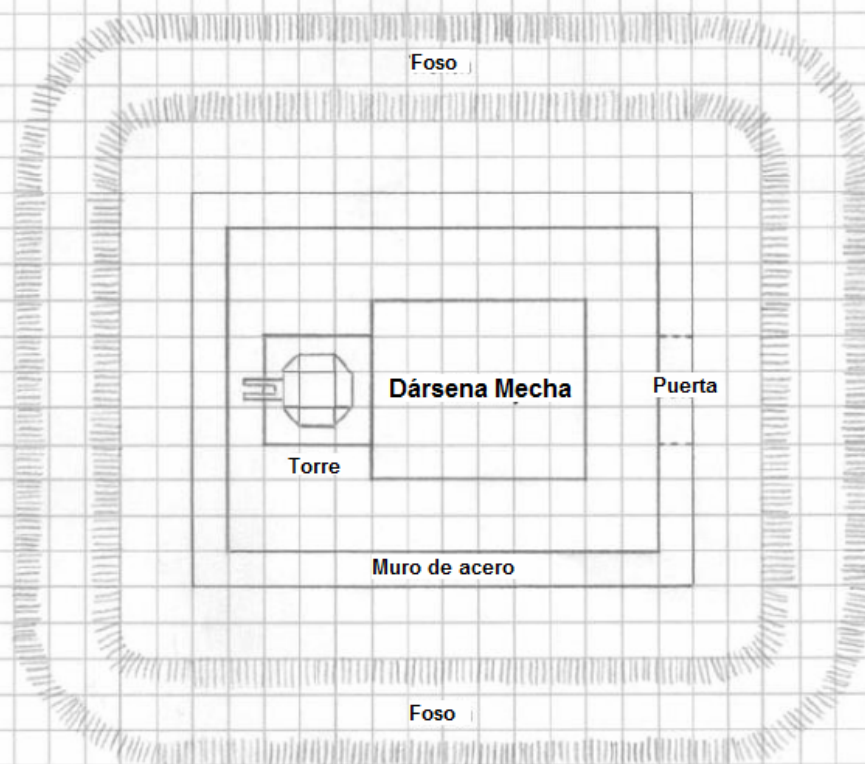 Foso
Dársena Mecha
Puerta
Torre
Muro de acero
Foso